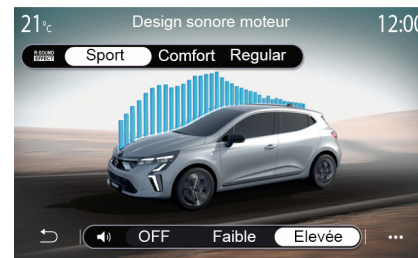 21°c Design sonore moteur 12:00
R-SOUND EFFECT Sport Comfort Regular
OFF Faible Elevée